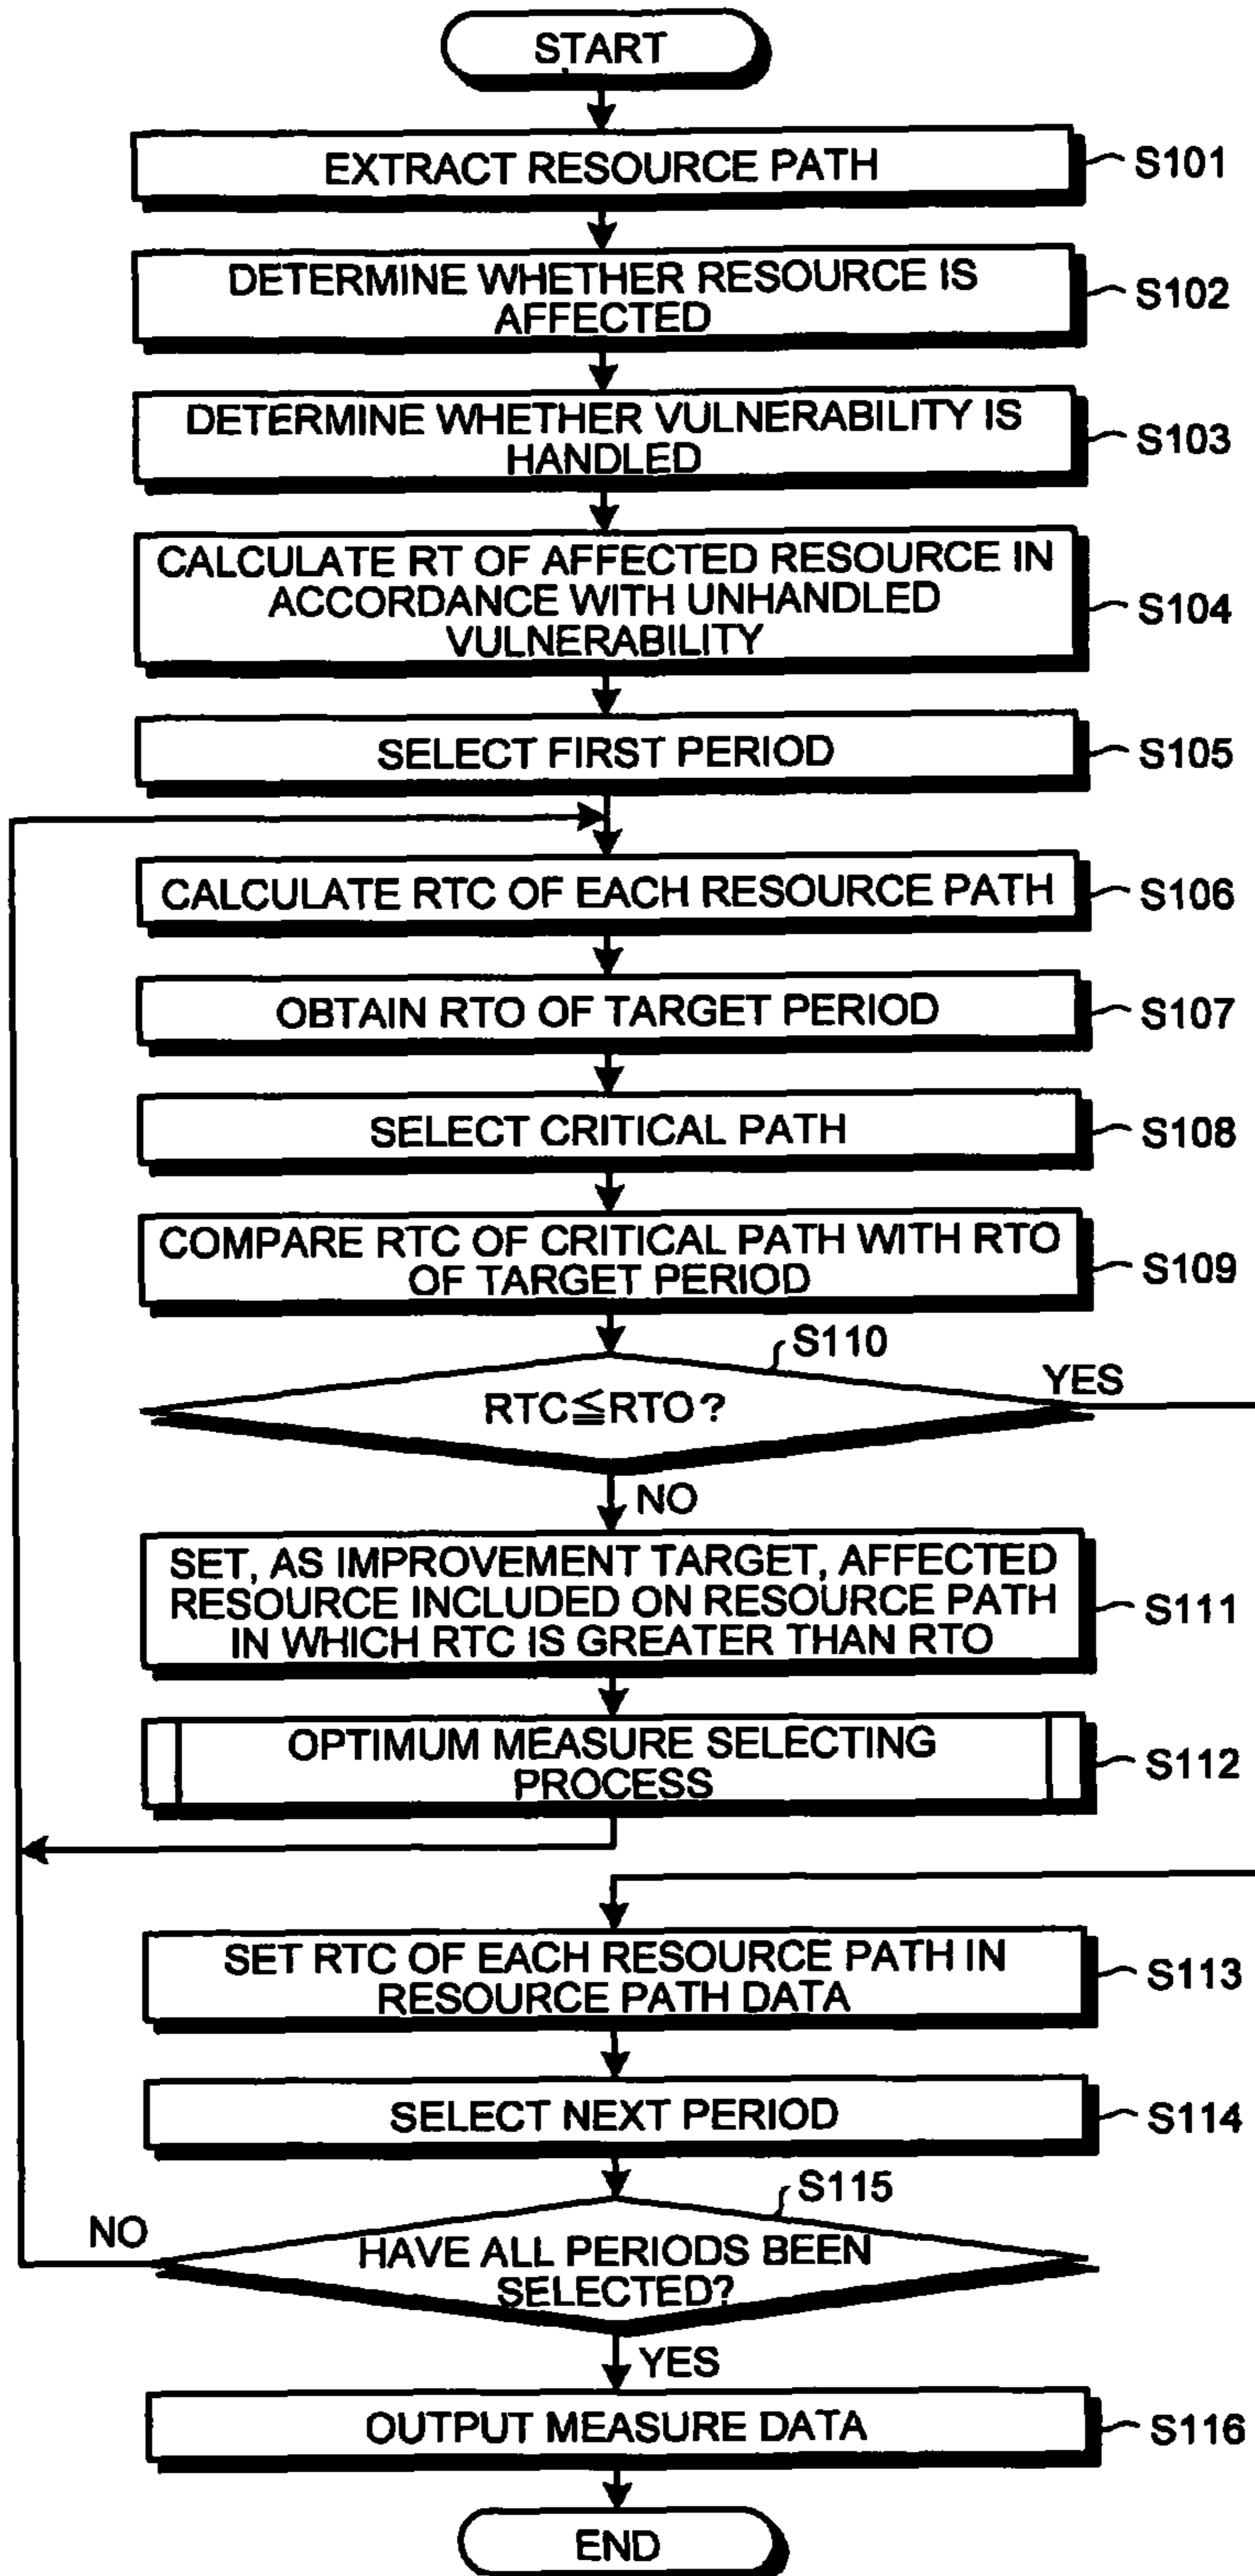 START
EXTRACT RESOURCE PATH
S101
DETERMINE WHETHER RESOURCE IS
AFFECTED
S102
DETERMINE WHETHER VULNERABILITY IS
HANDLED
S103
CALCULATE RT OF AFFECTED RESOURCE IN
ACCORDANCE WITH UNHANDLED
VULNERABILITY
S104
SELECT FIRST PERIOD
S105
CALCULATE RTC OF EACH RESOURCE PATH
S106
OBTAIN RTO OF TARGET PERIOD
S107
SELECT CRITICAL PATH
S108
COMPARE RTC OF CRITICAL PATH WITH RTO
OF TARGET PERIOD
S109
S110
RTC≦RTO?
YES
NO
SET, AS IMPROVEMENT TARGET, AFFECTED
RESOURCE INCLUDED ON RESOURCE PATH
IN WHICH RTC IS GREATER THAN RTO
S111
OPTIMUM MEASURE SELECTING
PROCESS
S112
SET RTC OF EACH RESOURCE PATH IN
RESOURCE PATH DATA
S113
SELECT NEXT PERIOD
S114
S115
NO
HAVE ALL PERIODS BEEN
SELECTED?
YES
OUTPUT MEASURE DATA
S116
END